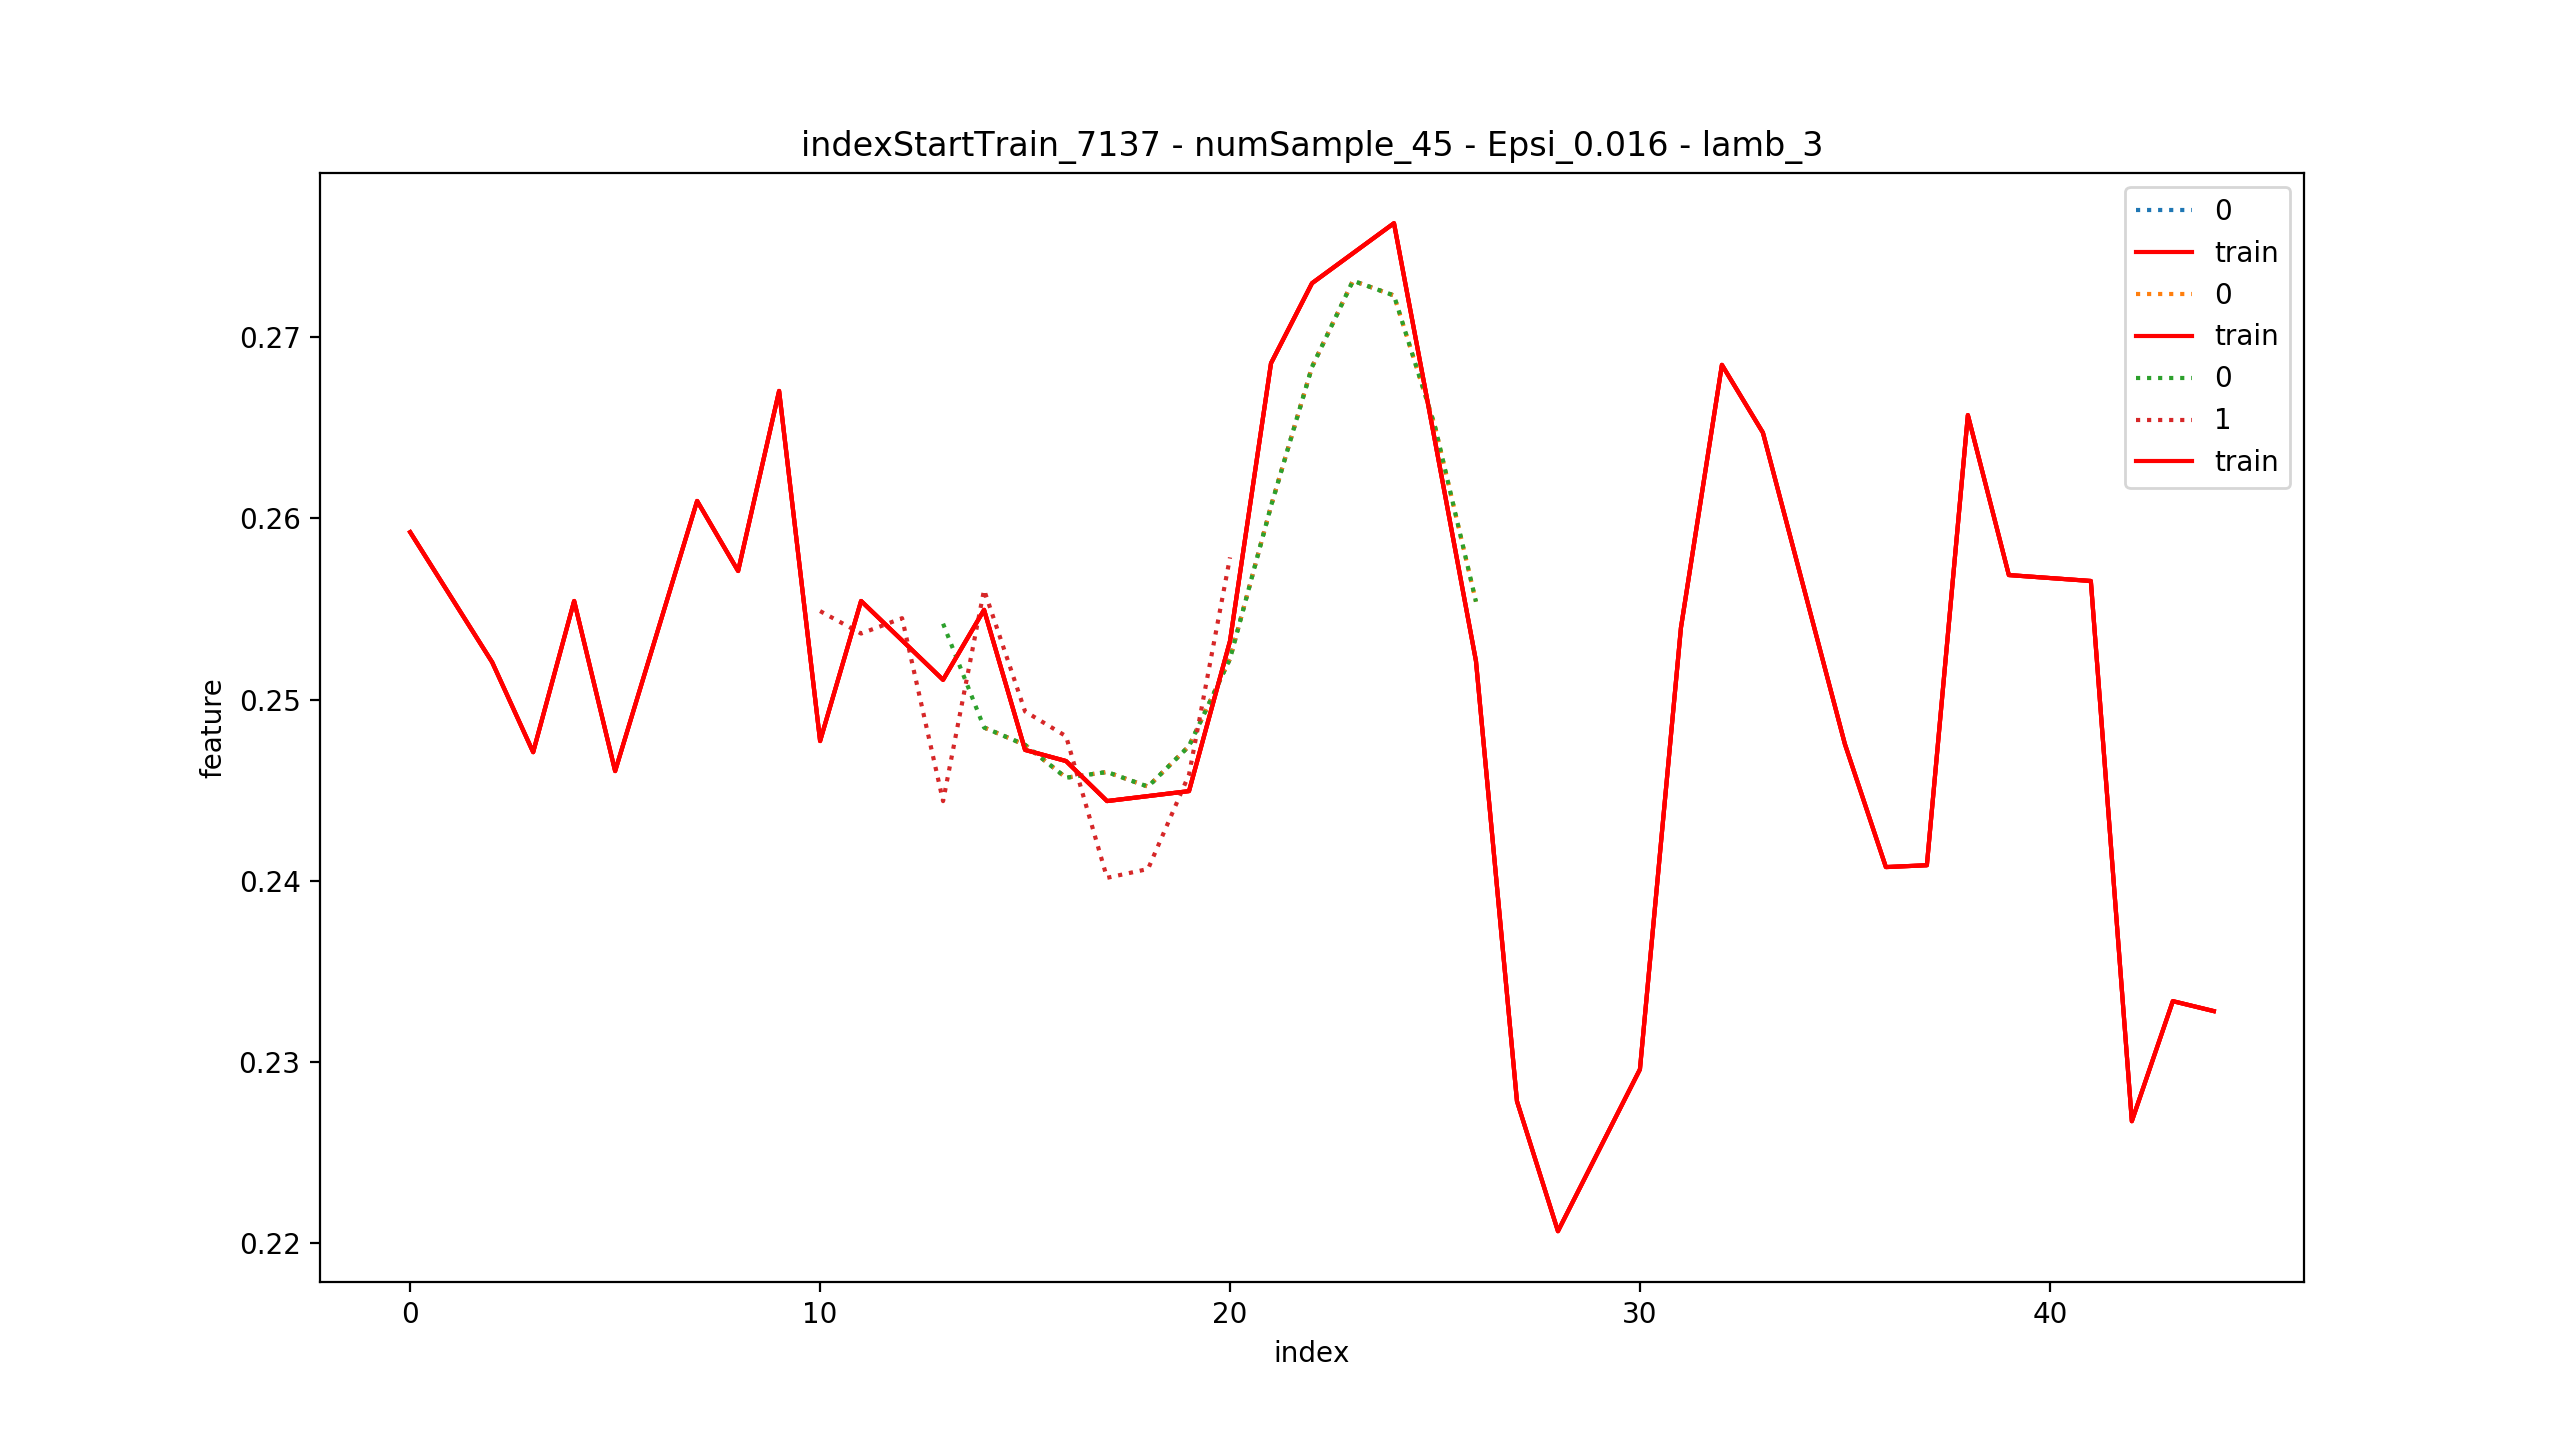 indexStartTrain_7137 - numSample_45 - Epsi_0.016 - lamb_3
0
train
0
train
0
1
train
0.27
0.26
0.25
0.24
0.23
0.22
feature
0 10 20 30 40
index